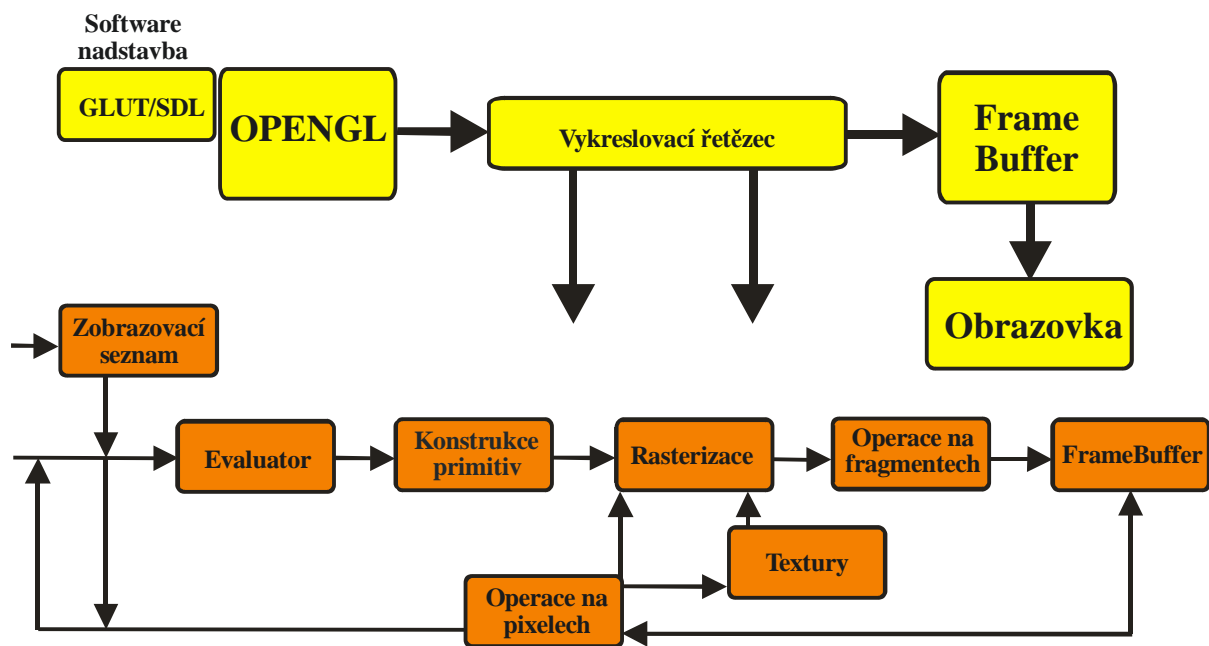 Software
nadstavba
GLUT/SDL
OPENGL
Vykreslovací řetězec
Frame
Buffer
Obrazovka
Zobrazovací
seznam
Evaluator
Konstrukce
primitiv
Rasterizace
Operace na
fragmentech
FrameBuffer
Textury
Operace na
pixelech